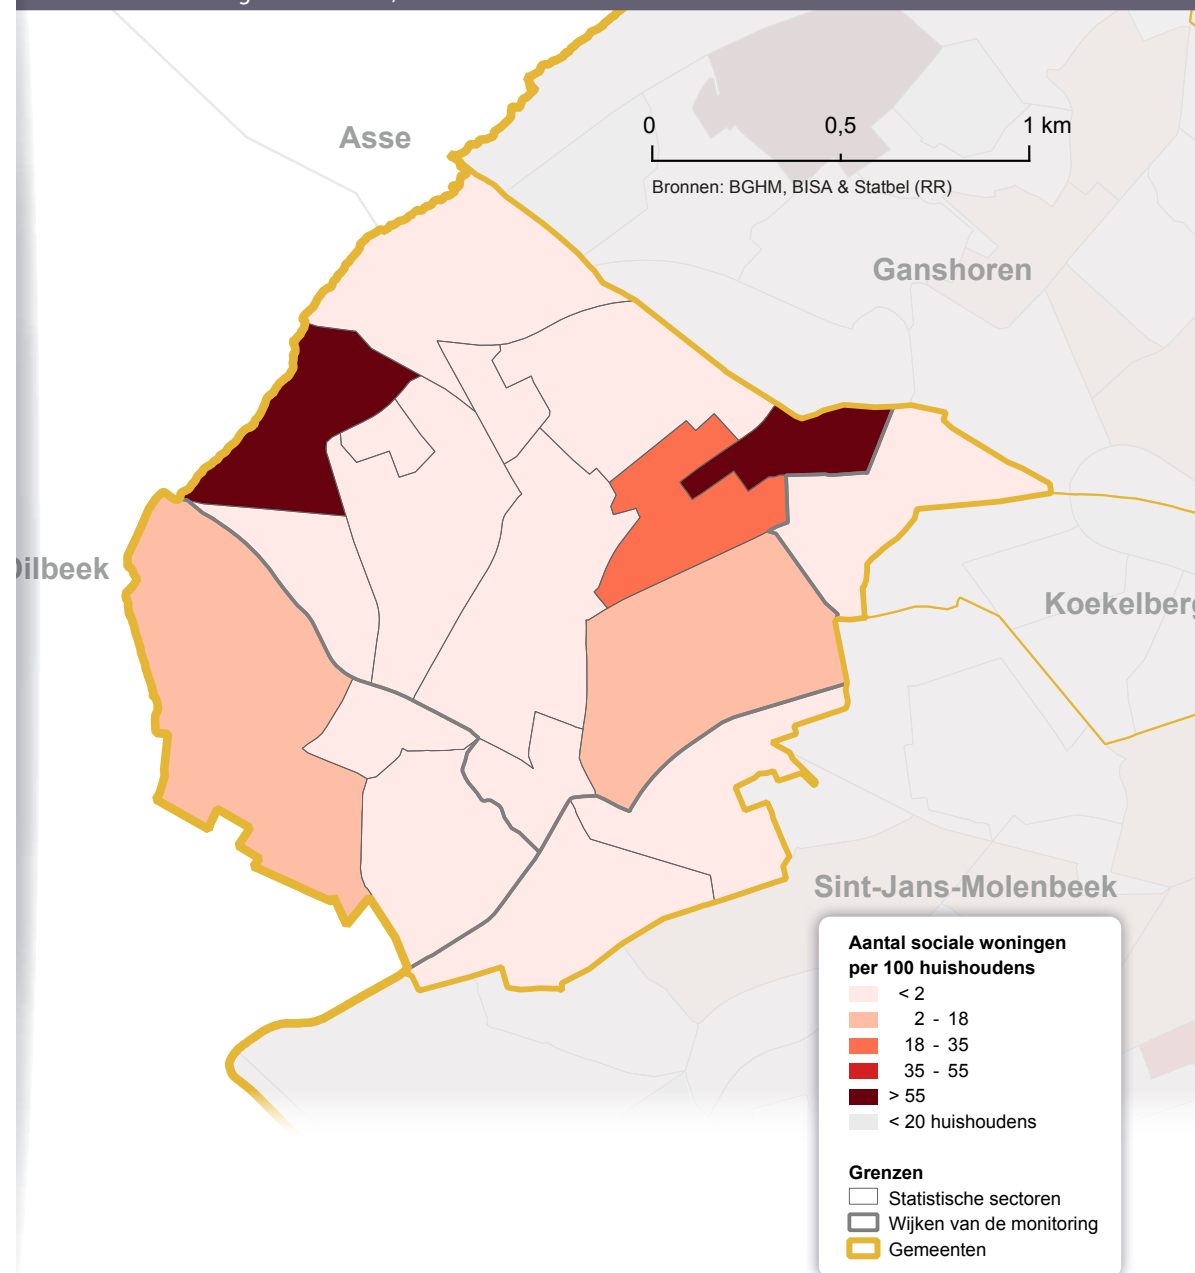 Asse
0 0,5 1 km
Bronnen: BGHM, BISA & Statbel (RR)
Ganshoren
Dilbeek
Koekelberg
Sint-Jans-Molenbeek
Aantal sociale woningen
per 100 huishoudens
< 2
2 - 18
18 - 35
35 - 55
> 55
< 20 huishoudens
Grenzen
Statistische sectoren
Wijken van de monitoring
Gemeenten